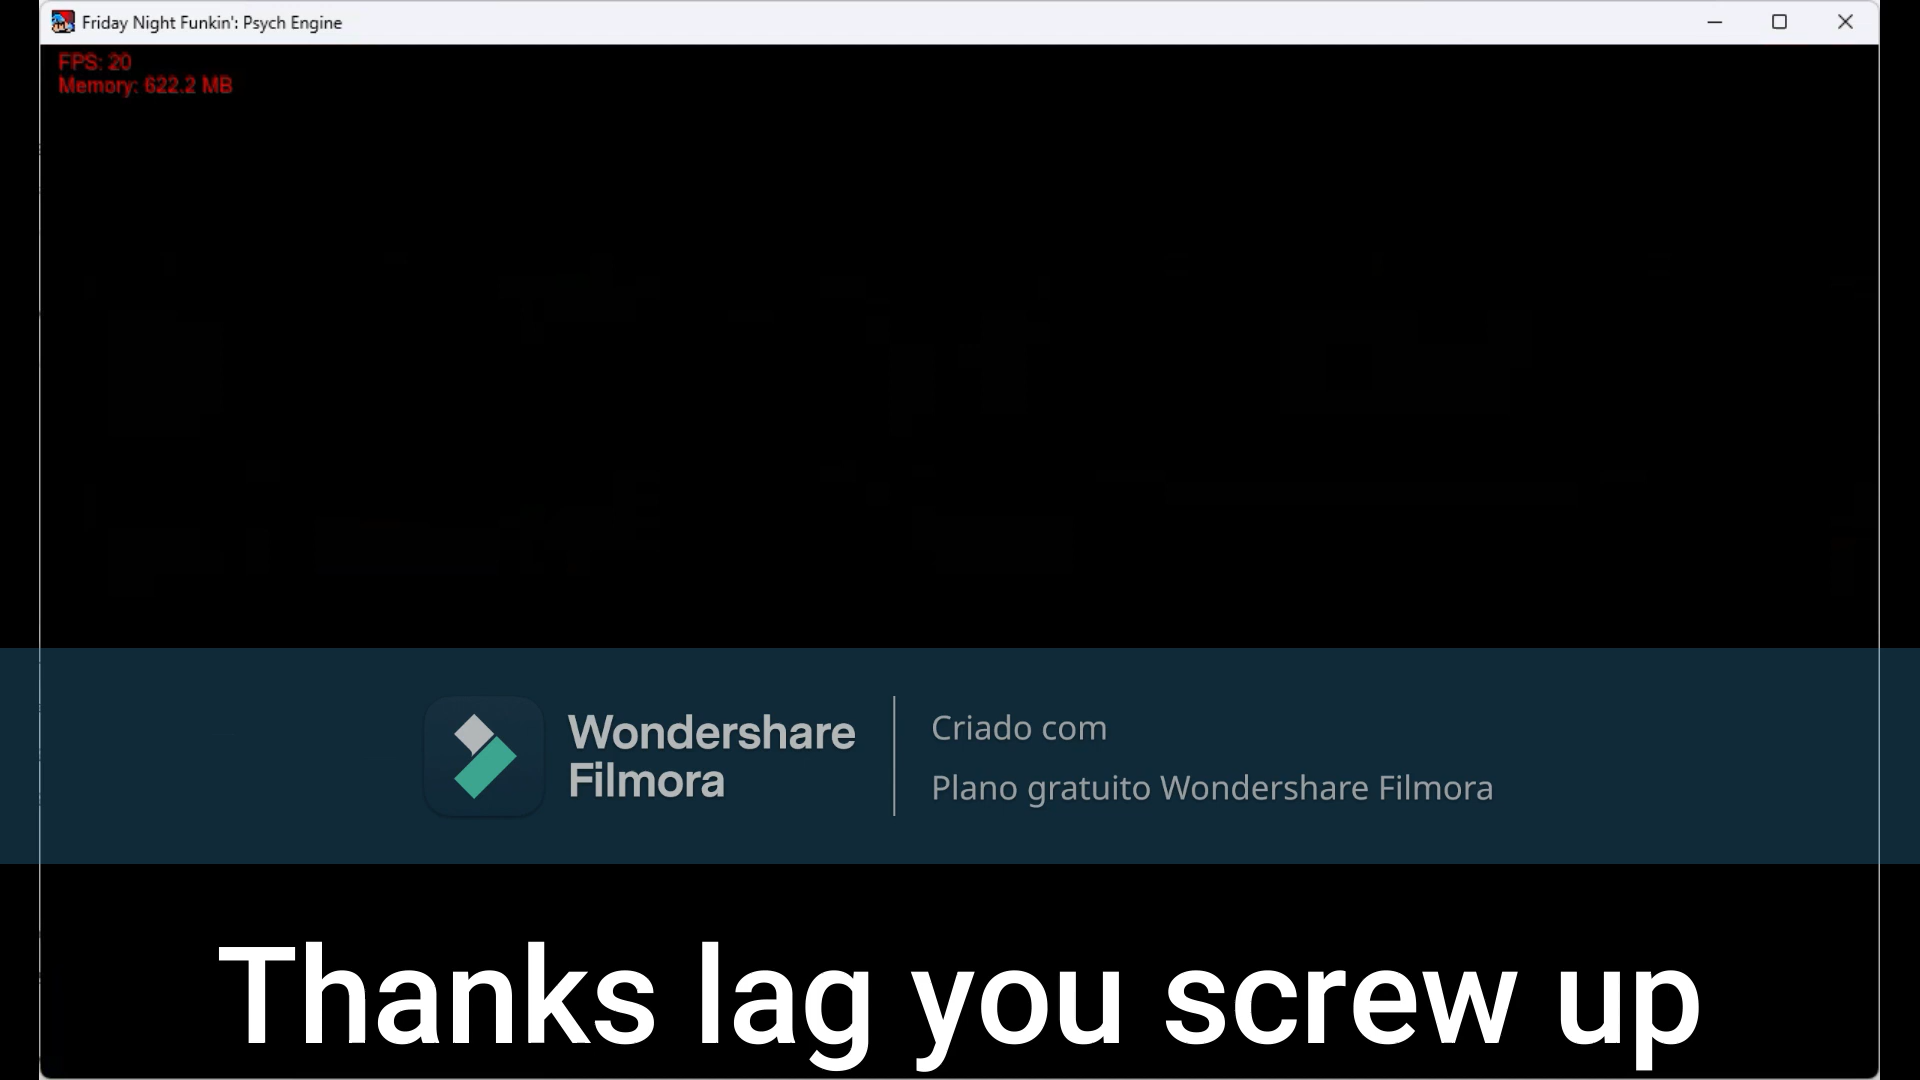 Friday Night Funkin': Psych Engine
FPS: 20
Memory: 622.2 MB
Wondershare
Filmora
Criado com
Plano gratuito Wondershare Filmora
Thanks lag you screw up